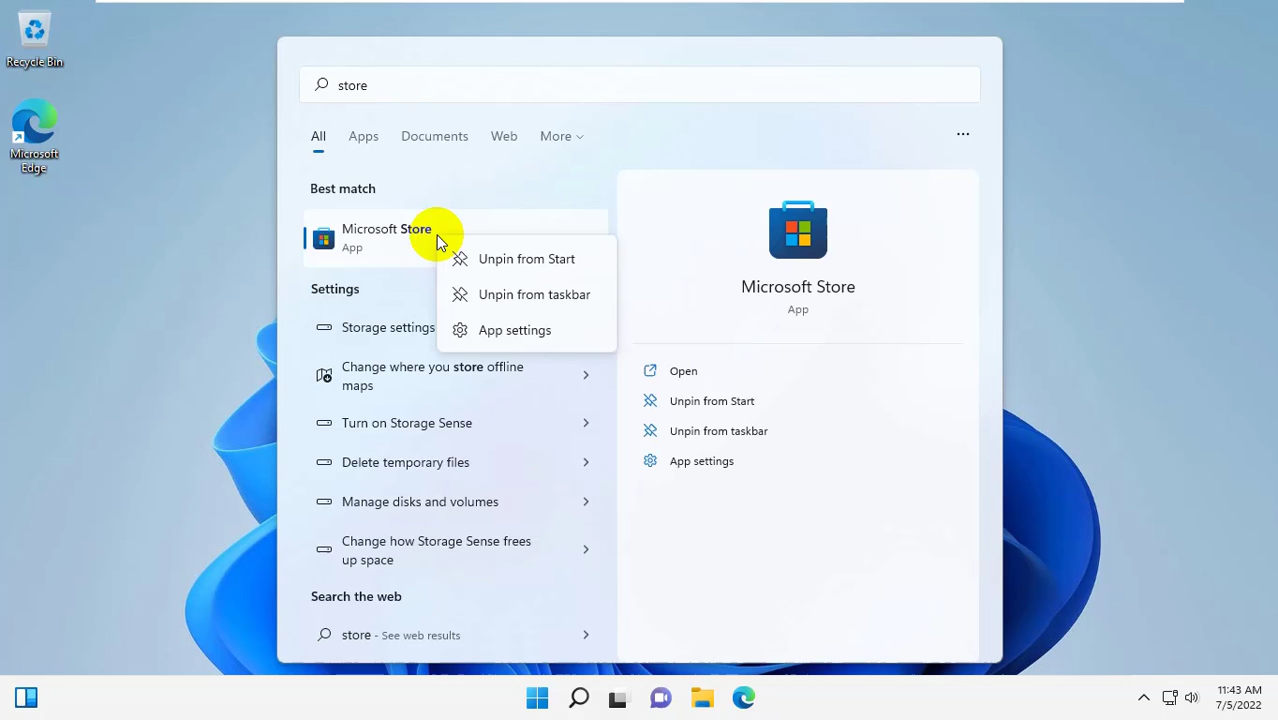 Recycle Bin
Microsoft
Edge
store
All Apps Documents Web More
Best match
Microsoft Store
App
Unpin from Start
Unpin from taskbar
App settings
Settings
Storage settings
Change where you store offline
maps
Turn on Storage Sense
Delete temporary files
Manage disks and volumes
Change how Storage Sense frees
up space
Search the web
store - See web results
Microsoft Store
App
Open
Unpin from Start
Unpin from taskbar
App settings
11:43 AM
7/5/2022